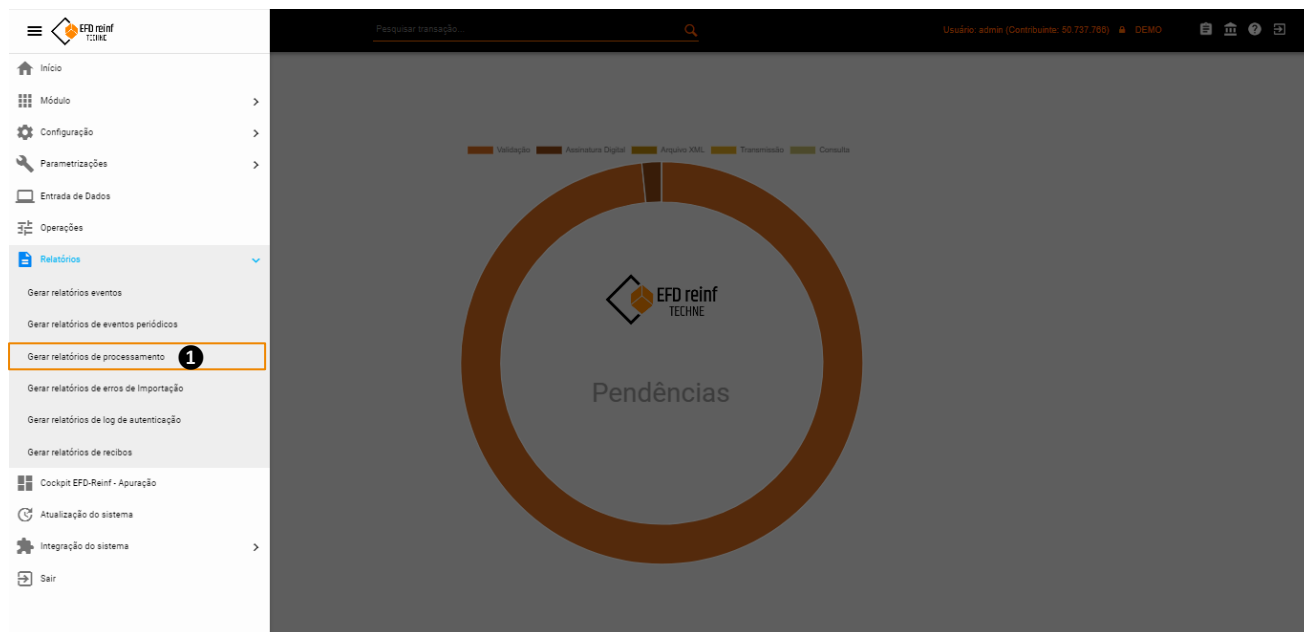 EFD reinf
TECHNE
Pesquisar transação...
Usuário: admin (Contribuinte: 50.737.766) DEMO
Início
Módulo
Configuração
Parametrizações
Entrada de Dados
Operações
Relatórios
Gerar relatórios eventos
Gerar relatórios de eventos periódicos
Gerar relatórios de processamento 1
Gerar relatórios de erros de Importação
Gerar relatórios de log de autenticação
Gerar relatórios de recibos
Cockpit EFD-Reinf - Apuração
Atualização do sistema
Integração do sistema
Sair
Validação Assinatura Digital Arquivo XML Transmissão Consulta
EFD reinf
TECHNE
Pendências